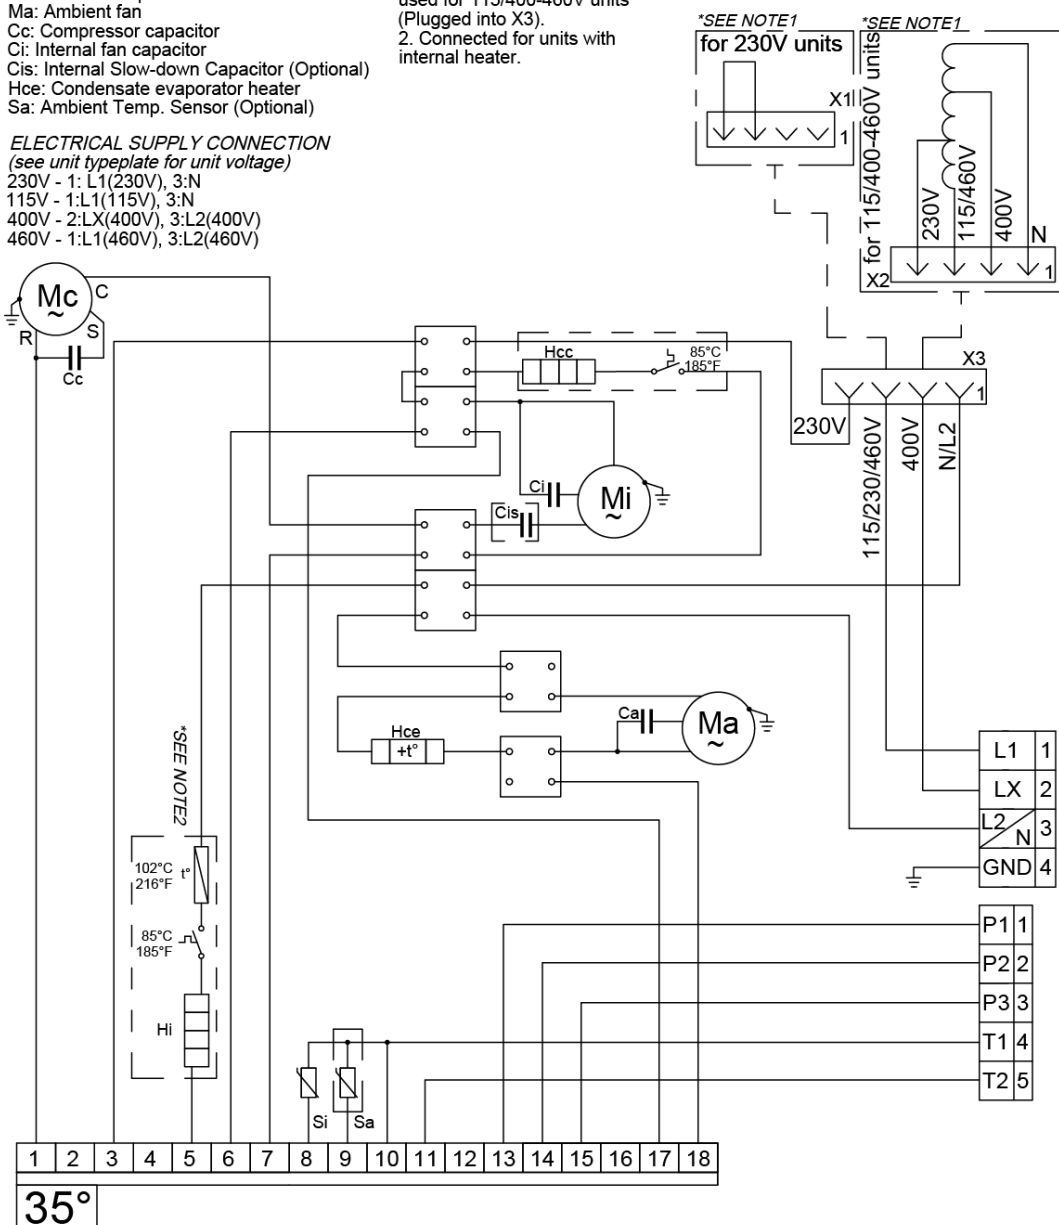 Ma: Ambient fan
Cc: Compressor capacitor
Ci: Internal fan capacitor
Cis: Internal Slow-down Capacitor (Optional)
Hce: Condensate evaporator heater
Sa: Ambient Temp. Sensor (Optional)
used for 115/400-460V units
(Plugged into X3).
2. Connected for units with
internal heater.
ELECTRICAL SUPPLY CONNECTION
(see unit typeplate for unit voltage)
230V - 1: L1(230V), 3:N
115V - 1:L1(115V), 3:N
400V - 2:LX(400V), 3:L2(400V)
460V - 1:L1(460V), 3:L2(460V)
*SEE NOTE1
for 230V units
X1
1
*SEE NOTE1
for 115/400-460V units
230V
115/460V
400V
N
X2
1
Mc
~
C
R
S
Cc
Hcc
85°C
185°F
X3
1
230V
115/230/460V
400V
N/L2
Ci
Mi
~
Cis
Ca
Ma
~
Hce
+t°
*SEE NOTE2
102°C
216°F
t°
85°C
185°F
Hi
L1 1
LX 2
L2/N 3
GND 4
P1 1
P2 2
P3 3
T1 4
T2 5
Si
Sa
1 2 3 4 5 6 7 8 9 10 11 12 13 14 15 16 17 18
35°